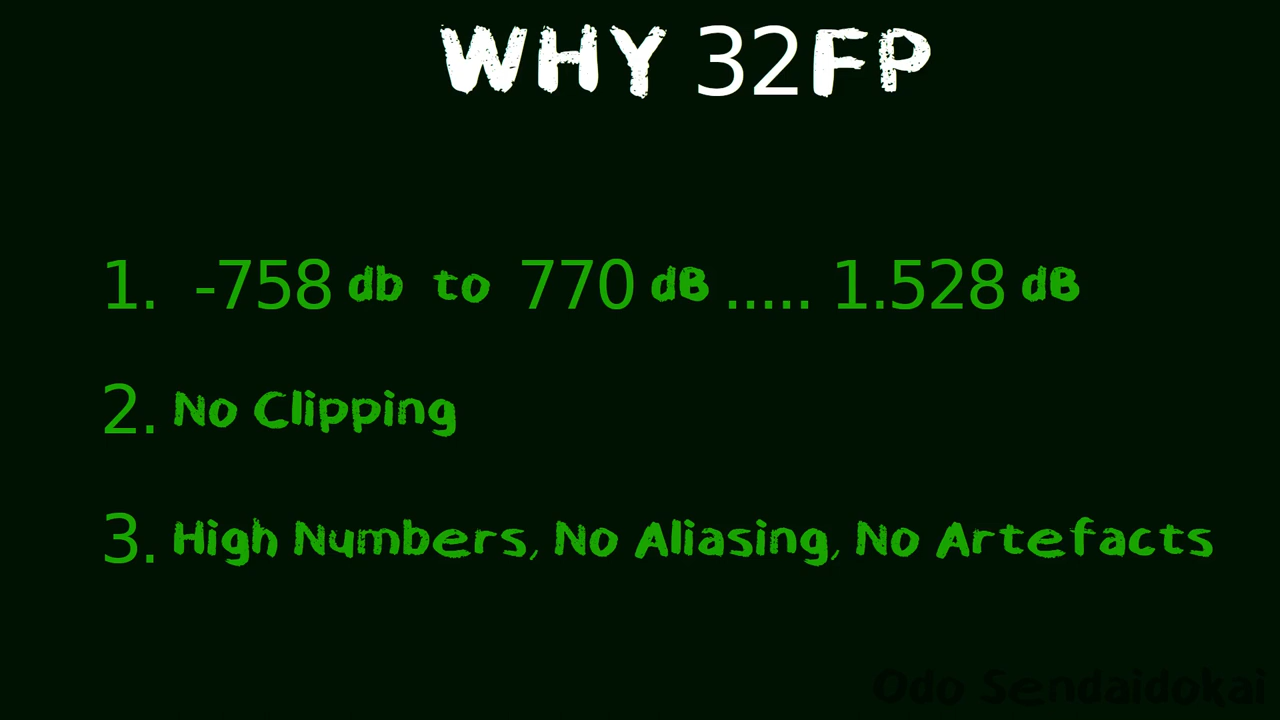 WHY 32FP
1. -758 db to 770 dB ..... 1.528 dB
2. No Clipping
3. High Numbers, No Aliasing, No Artefacts
Odo Sendaidokai